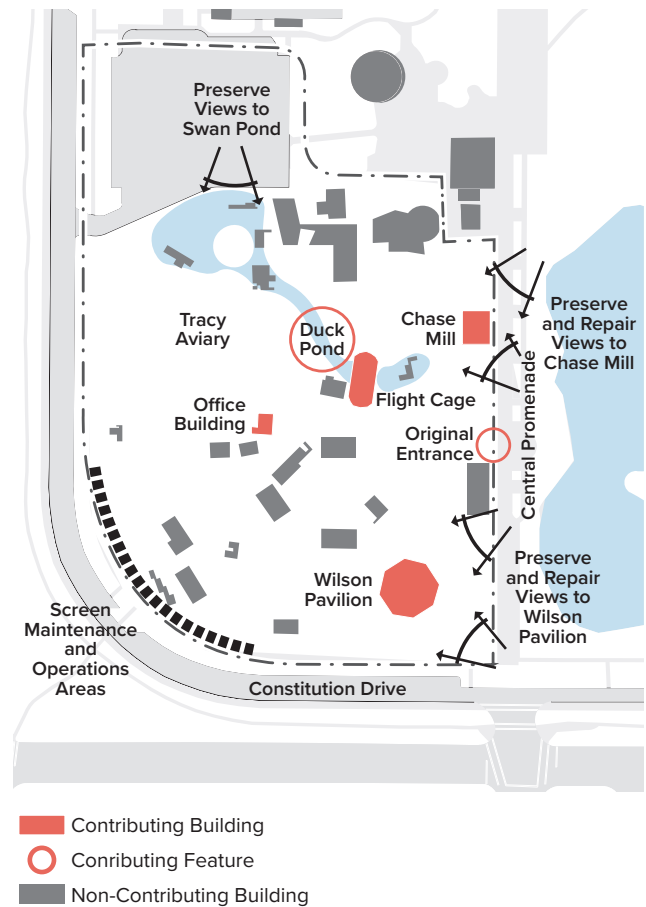 Preserve
Views to
Swan Pond
Tracy
Aviary
Duck
Pond
Chase
Mill
Preserve
and Repair
Views to
Chase Mill
Central Promenade
Flight Cage
Office
Building
Original
Entrance
Wilson
Pavilion
Preserve
and Repair
Views to
Wilson
Pavilion
Screen
Maintenance
and
Operations
Areas
Constitution Drive
Contributing Building
Conributing Feature
Non-Contributing Building